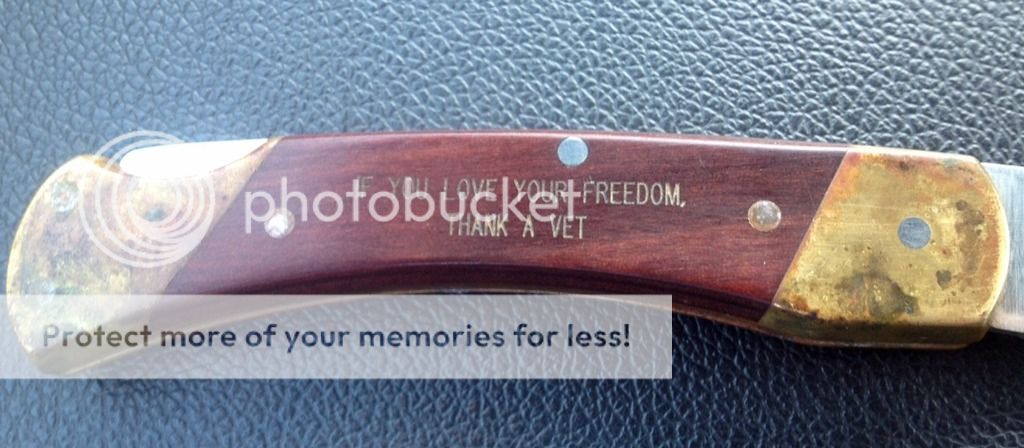 IF YOU LOVE YOUR FREEDOM,
photobucket
THANK A VET
Protect more of your memories for less!